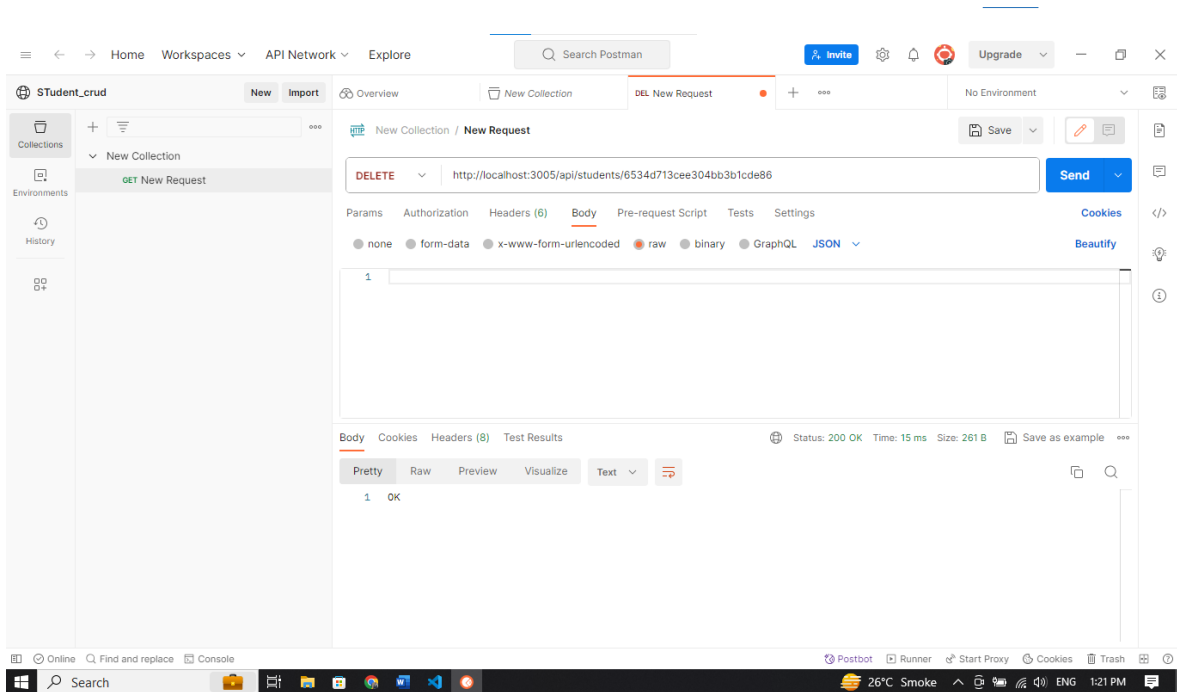 Home Workspaces API Network Explore Search Postman Invite Upgrade
STudent_crud New Import Overview New Collection DEL New Request No Environment
Collections
New Collection / New Request Save
New Collection
GET New Request
Environments
DELETE http://localhost:3005/api/students/6534d713cee304bb3b1cde86 Send
History
Params Authorization Headers (6) Body Pre-request Script Tests Settings Cookies
none form-data x-www-form-urlencoded raw binary GraphQL JSON Beautify
1
Body Cookies Headers (8) Test Results Status: 200 OK Time: 15 ms Size: 261 B Save as example
Pretty Raw Preview Visualize Text
1 OK
Online Find and replace Console Postbot Runner Start Proxy Cookies Trash
Search 26°C Smoke ENG 1:21 PM